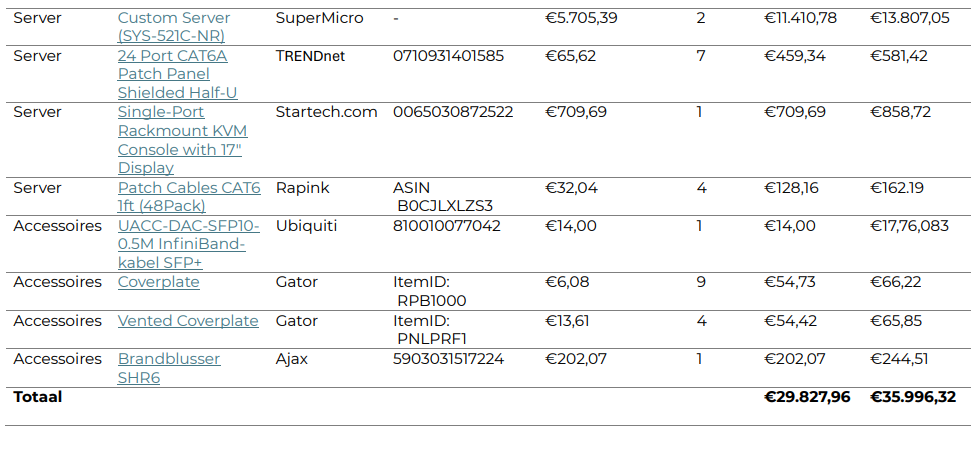 Server Custom Server SuperMicro - €5.705,39 2 €11.410,78 €13.807,05
(SYS-521C-NR)
Server 24 Port CAT6A TRENDnet 0710931401585 €65,62 7 €459,34 €581,42
Patch Panel
Shielded Half-U
Server Single-Port Startech.com 0065030872522 €709,69 1 €709,69 €858,72
Rackmount KVM
Console with 17"
Display
Server Patch Cables CAT6 Rapink ASIN €32,04 4 €128,16 €162.19
1ft (48Pack) B0CJLXLZS3
Accessoires UACC-DAC-SFP10- Ubiquiti 810010077042 €14,00 1 €14,00 €17,76,083
0.5M InfiniBand-
kabel SFP+
Accessoires Coverplate Gator ItemID: €6,08 9 €54,73 €66,22
RPB1000
Accessoires Vented Coverplate Gator ItemID: €13,61 4 €54,42 €65,85
PNLPRF1
Accessoires Brandblusser Ajax 5903031517224 €202,07 1 €202,07 €244,51
SHR6
Totaal €29.827,96 €35.996,32